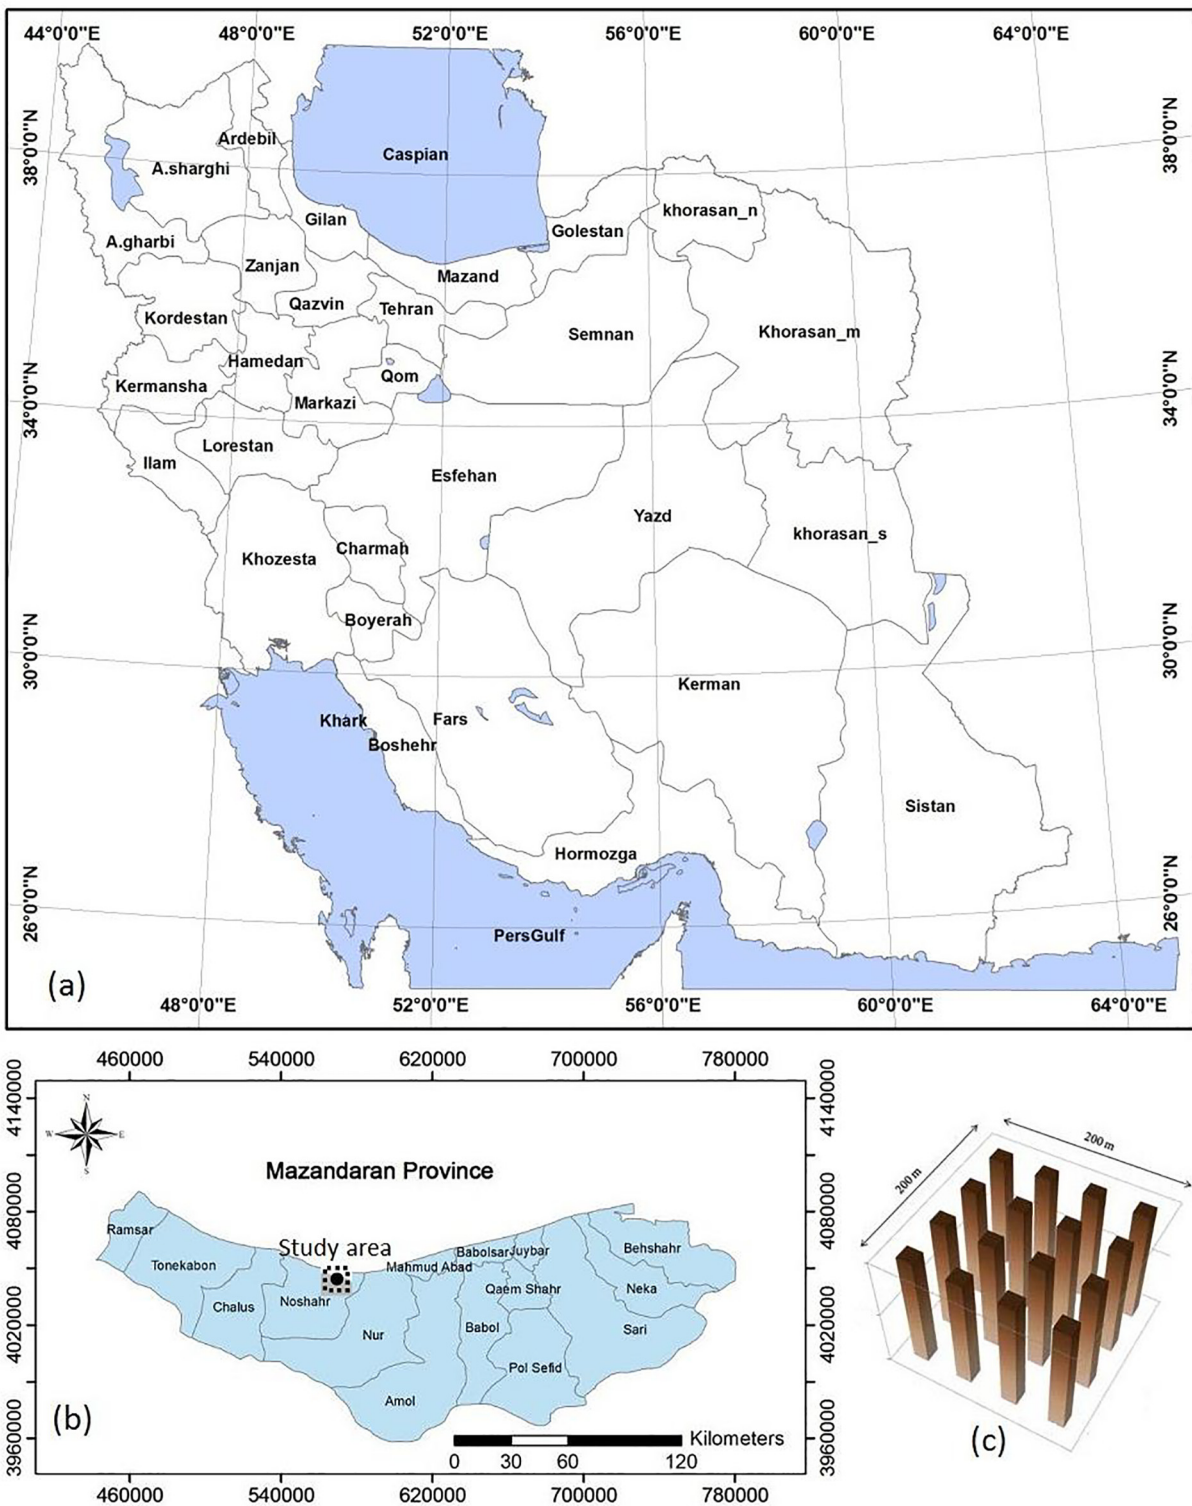 44°0'0"E 48°0'0"E 52°0'0"E 56°0'0"E 60°0'0"E 64°0'0"E
38°0'0"N 38°0'0"N
34°0'0"N 34°0'0"N
30°0'0"N 30°0'0"N
26°0'0"N 26°0'0"N
Ardebil
Caspian
A.sharghi
khorasan_n
Gilan
Golestan
A.gharbi
Zanjan
Mazand
Qazvin
Tehran
Kordestan
Semnan
Khorasan_m
Hamedan
Qom
Kermansha
Markazi
Lorestan
Ilam
Esfehan
Yazd
khorasan_s
Charmah
Khozesta
Boyerah
Kerman
Khark
Fars
Boshehr
Sistan
Hormozga
PersGulf
(a)
48°0'0"E 52°0'0"E 56°0'0"E 60°0'0"E 64°0'0"E
460000 540000 620000 700000 780000
4140000 4140000
4080000 4080000
4020000 4020000
3960000 3960000
N
W E
S
Mazandaran Province
Ramsar
Study area
Tonekabon
Mahmud Abad
Babolsar
Juybar
Behshahr
Chalus
Noshahr
Qaem Shahr
Neka
Nur
Babol
Sari
Pol Sefid
Amol
(b)
Kilometers
0 30 60 120
460000 540000 620000 700000 780000
200 m
200 m
(c)